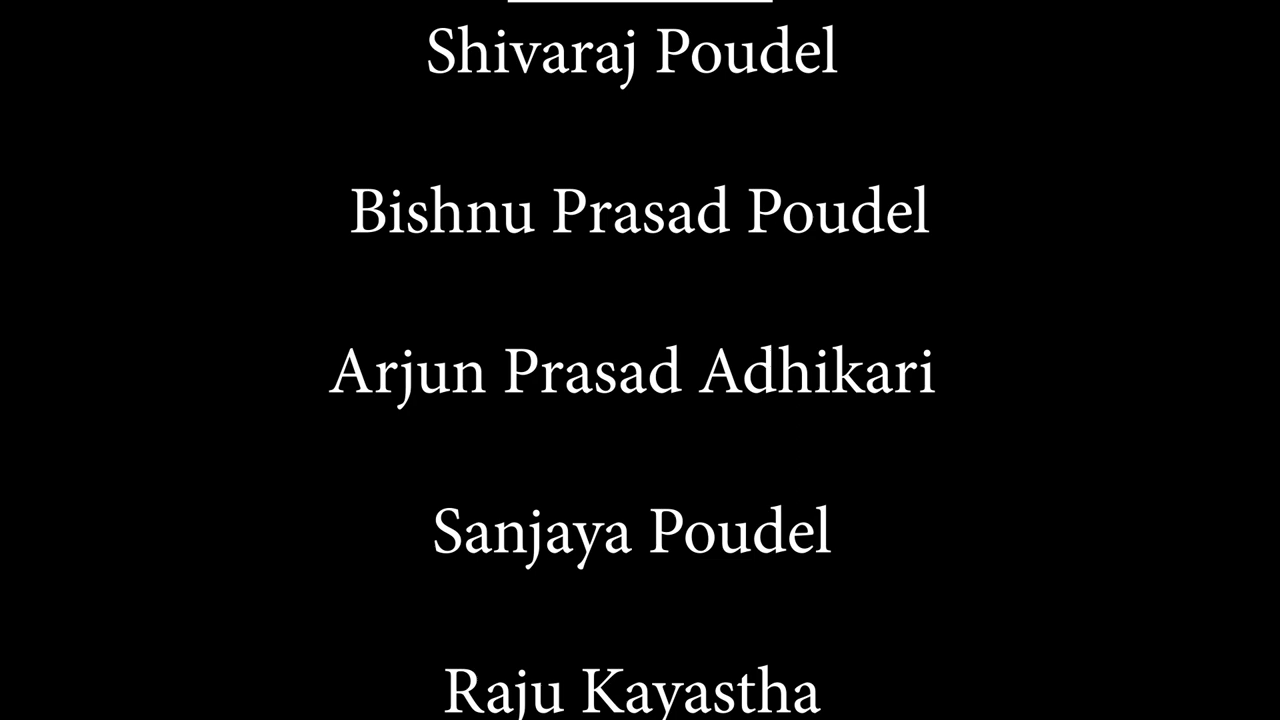 Shivaraj Poudel
Bishnu Prasad Poudel
Arjun Prasad Adhikari
Sanjaya Poudel
Raju Kayastha